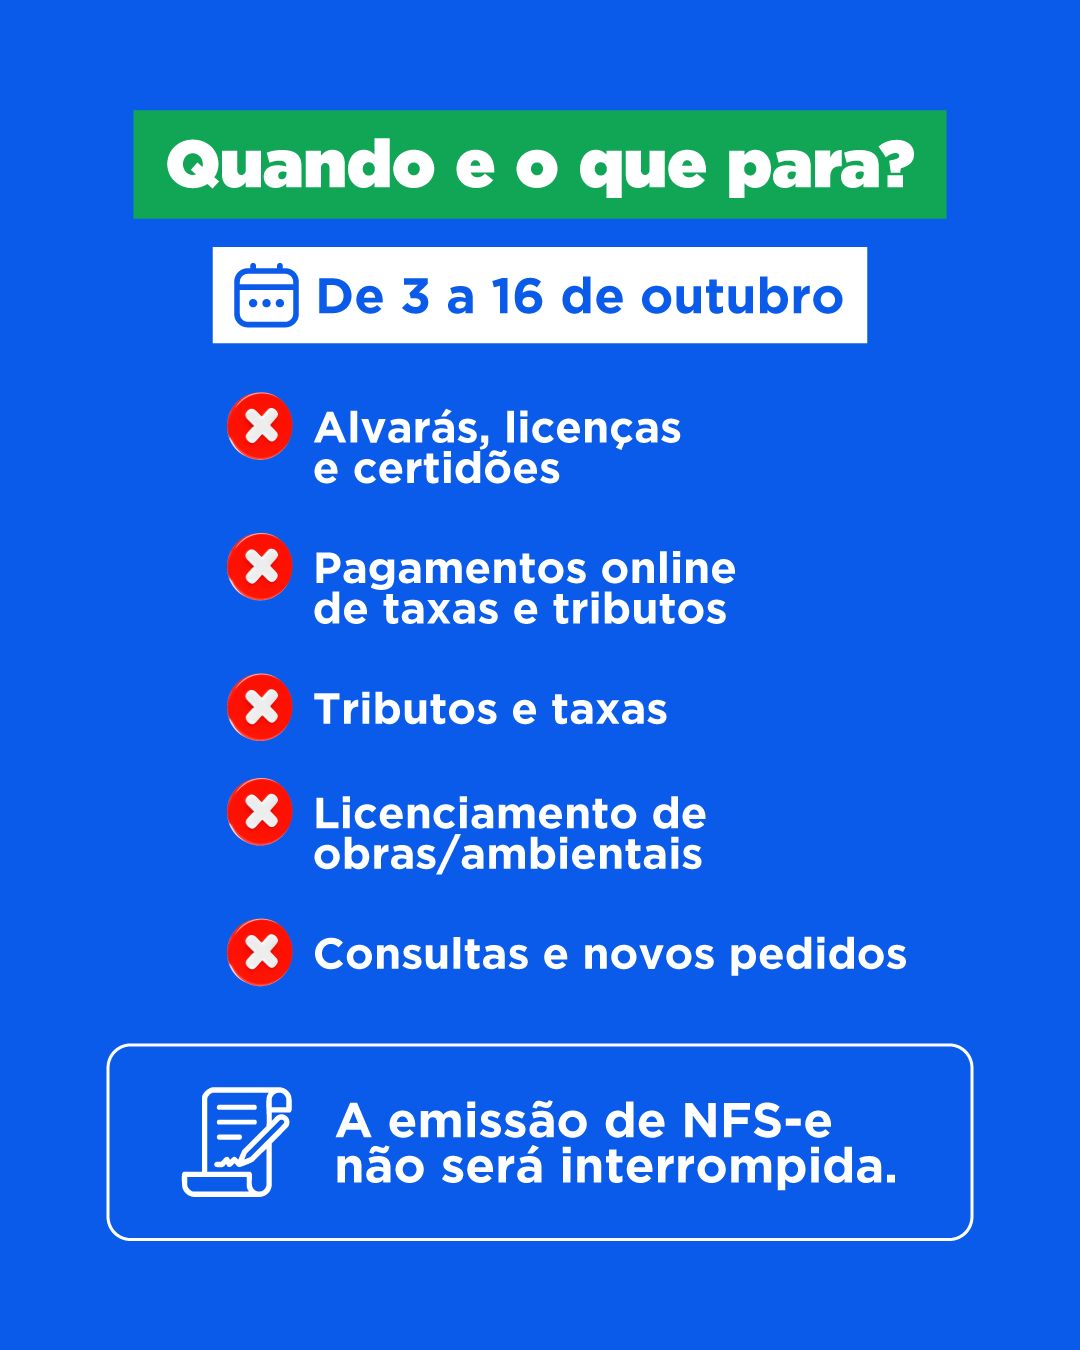 Quando e o que para?
De 3 a 16 de outubro
Alvarás, licenças
e certidões
Pagamentos online
de taxas e tributos
Tributos e taxas
Licenciamento de
obras/ambientais
Consultas e novos pedidos
A emissão de NFS-e
não será interrompida.